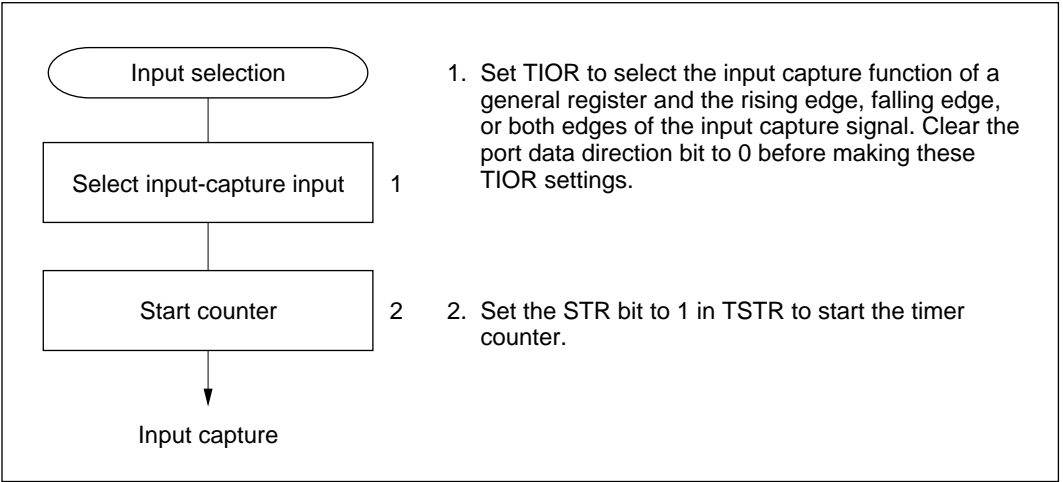 Input selection
Select input-capture input
1
Start counter
2
Input capture
1. Set TIOR to select the input capture function of a
general register and the rising edge, falling edge,
or both edges of the input capture signal. Clear the
port data direction bit to 0 before making these
TIOR settings.
2. Set the STR bit to 1 in TSTR to start the timer
counter.